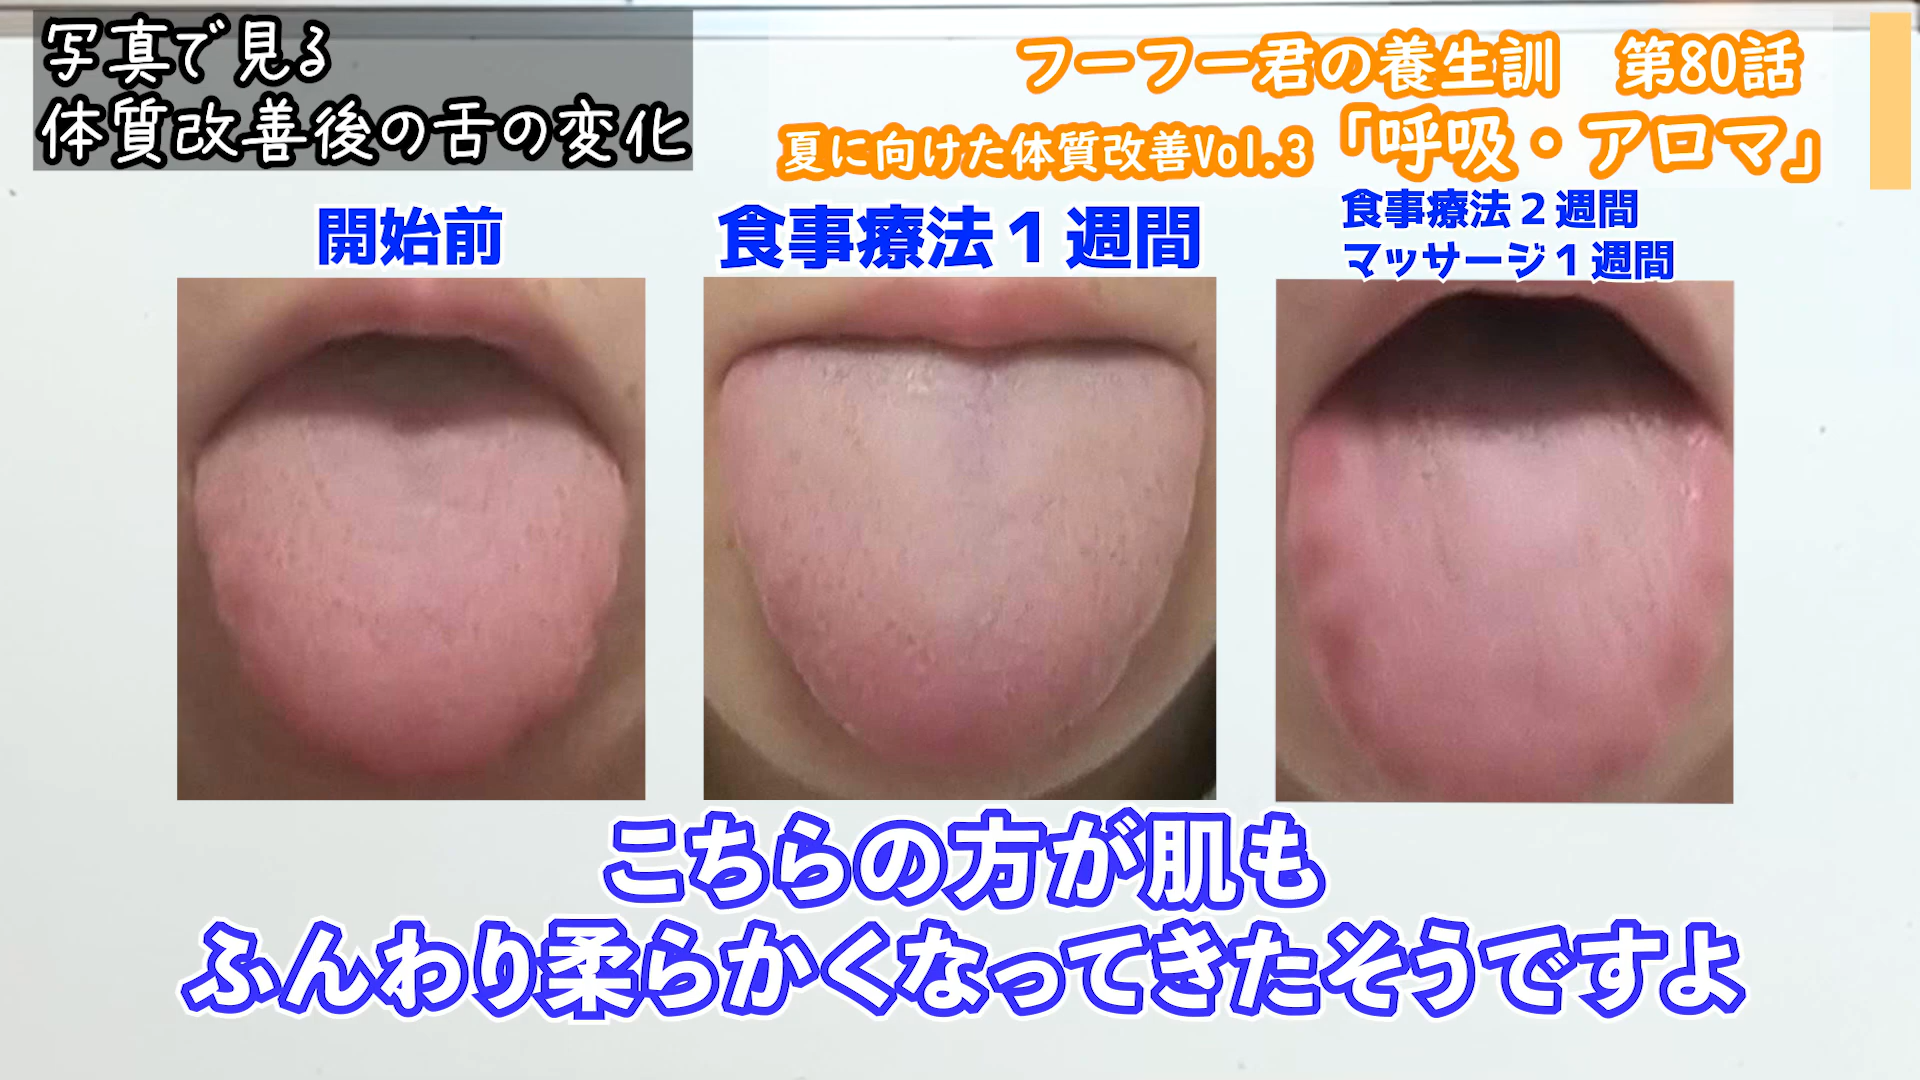 写真で見る
体質改善後の舌の変化
フーフー君の養生訓　第80話
夏に向けた体質改善Vol.3「呼吸・アロマ」
開始前
食事療法１週間
食事療法２週間
マッサージ１週間
こちらの方が肌も
ふんわり柔らかくなってきたそうですよ